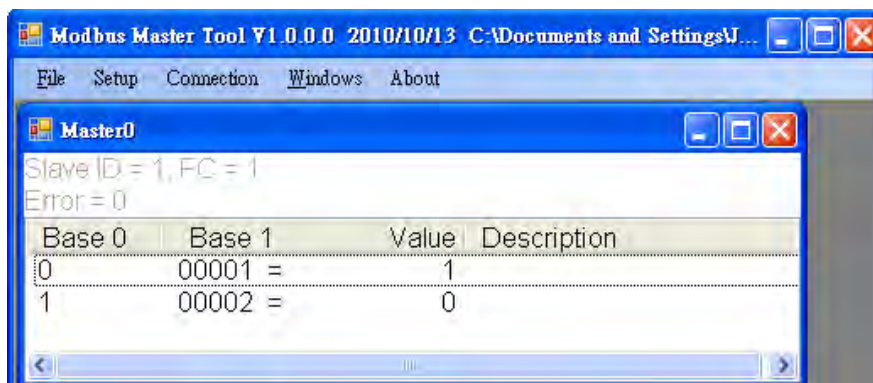 Modbus Master Tool V1.0.0.0 2010/10/13 C:\Documents and Settings\J...
File Setup Connection Windows About
Master0
Slave ID = 1, FC = 1
Error = 0
Base 0 Base 1 Value Description
0 00001 = 1
1 00002 = 0